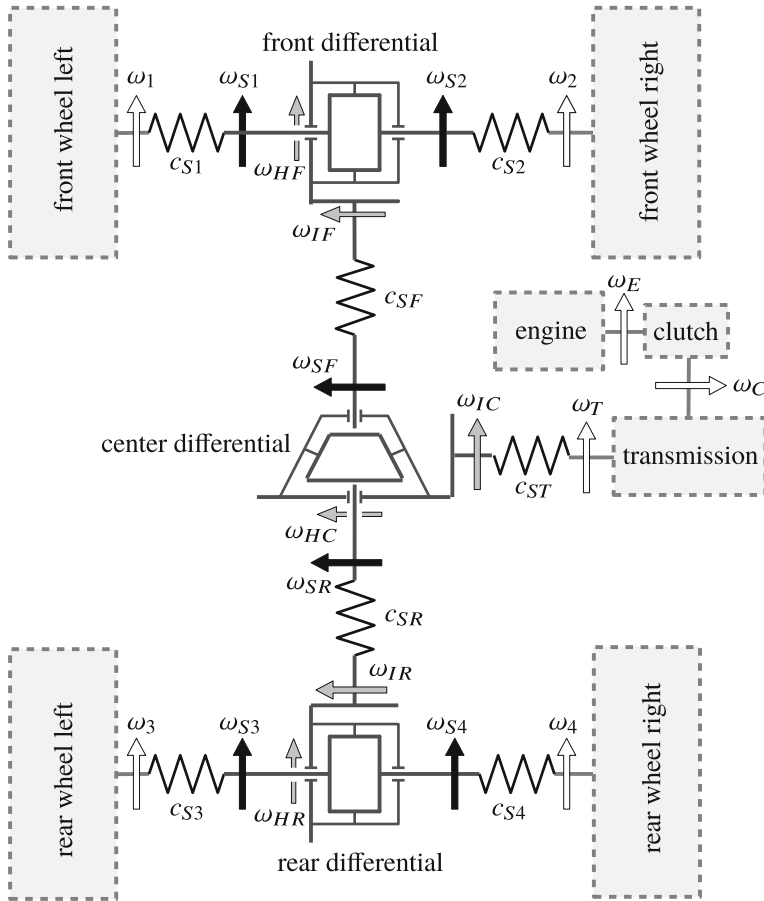 front differential
front wheel left
ω1
ωS1
ωS2
ω2
front wheel right
cS1
ωHF
cS2
ωIF
cSF
ωE
engine
clutch
ωSF
ωC
ωIC
ωT
center differential
transmission
cST
ωHC
ωSR
cSR
ωIR
rear wheel left
ω3
ωS3
ωS4
ω4
rear wheel right
cS3
ωHR
cS4
rear differential